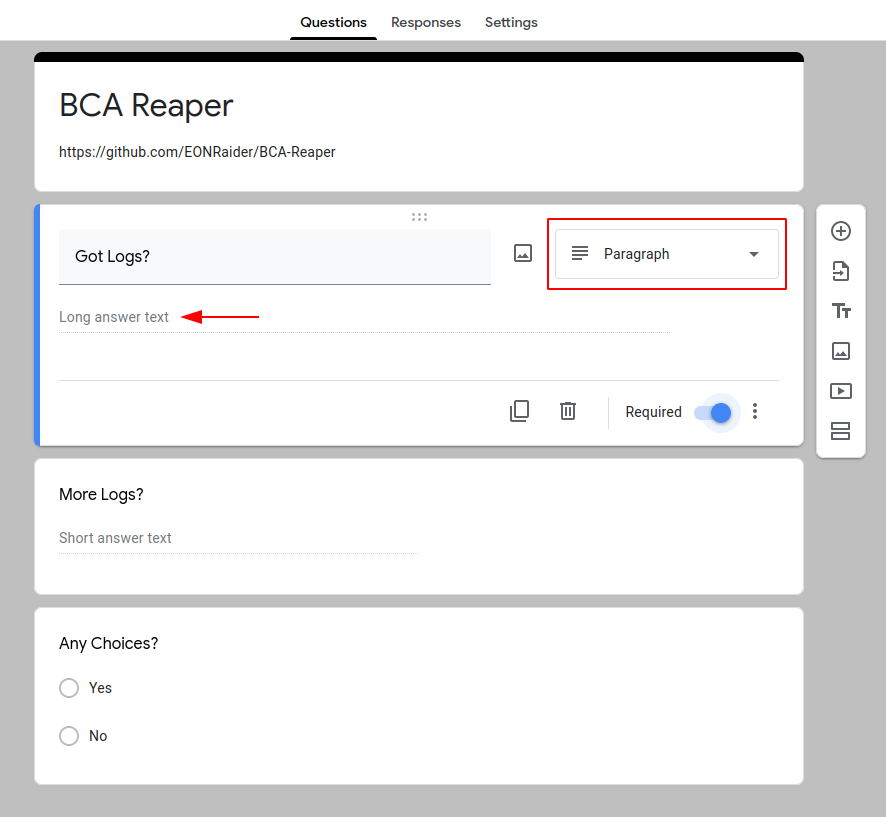 Questions Responses Settings
BCA Reaper
https://github.com/EONRaider/BCA-Reaper
Got Logs?
Paragraph
Long answer text
Required
More Logs?
Short answer text
Any Choices?
Yes
No